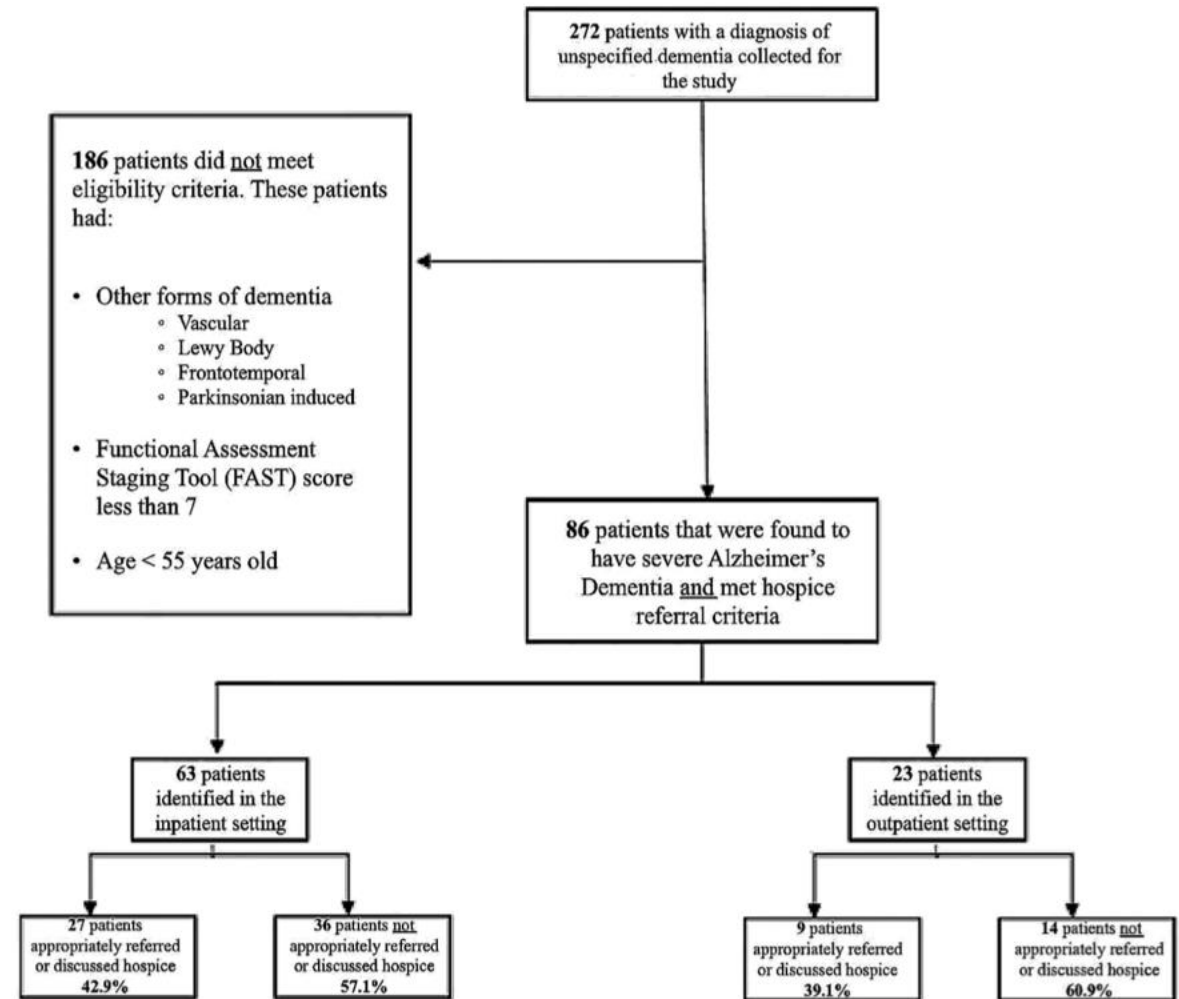 272 patients with a diagnosis of
unspecified dementia collected for
the study
186 patients did not meet
eligibility criteria. These patients
had:
• Other forms of dementia
∘ Vascular
∘ Lewy Body
∘ Frontotemporal
∘ Parkinsonian induced
• Functional Assessment
Staging Tool (FAST) score
less than 7
• Age < 55 years old
86 patients that were found to
have severe Alzheimer’s
Dementia and met hospice
referral criteria
63 patients
identified in the
inpatient setting
23 patients
identified in the
outpatient setting
27 patients
appropriately referred
or discussed hospice
42.9%
36 patients not
appropriately referred
or discussed hospice
57.1%
9 patients
appropriately referred
or discussed hospice
39.1%
14 patients not
appropriately referred
or discussed hospice
60.9%